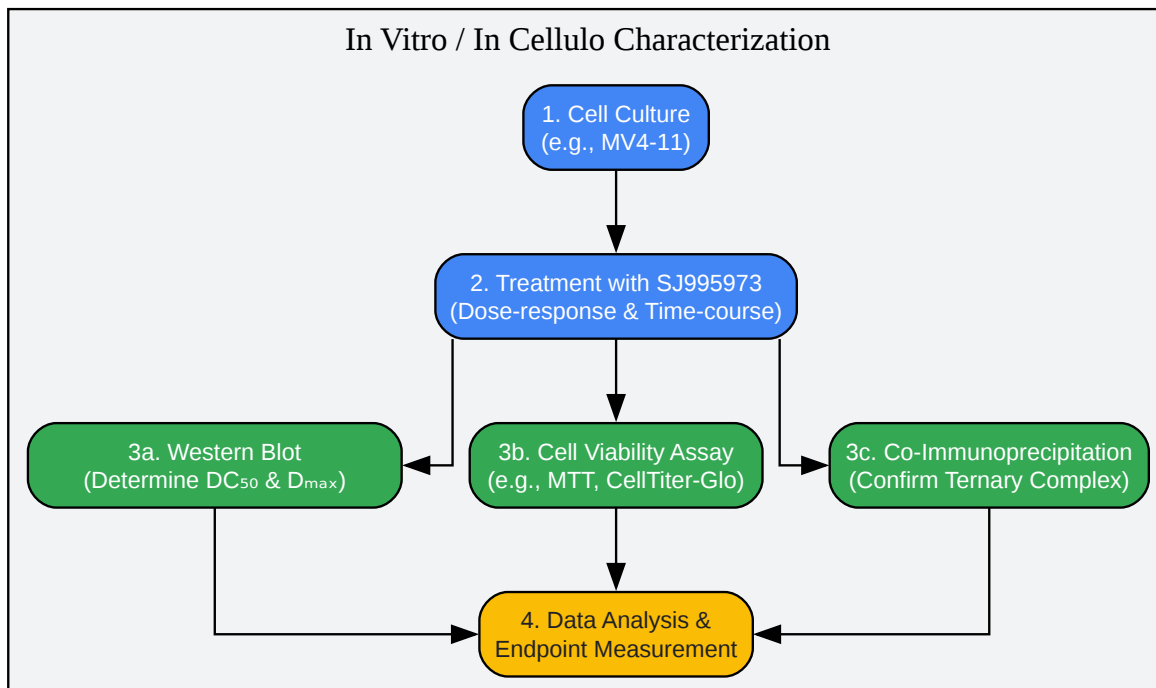 In Vitro / In Cellulo Characterization
1. Cell Culture
(e.g., MV4-11)
2. Treatment with SJ995973
(Dose-response & Time-course)
3a. Western Blot
(Determine DC₅₀ & Dₘₐₓ)
3b. Cell Viability Assay
(e.g., MTT, CellTiter-Glo)
3c. Co-Immunoprecipitation
(Confirm Ternary Complex)
4. Data Analysis &
Endpoint Measurement